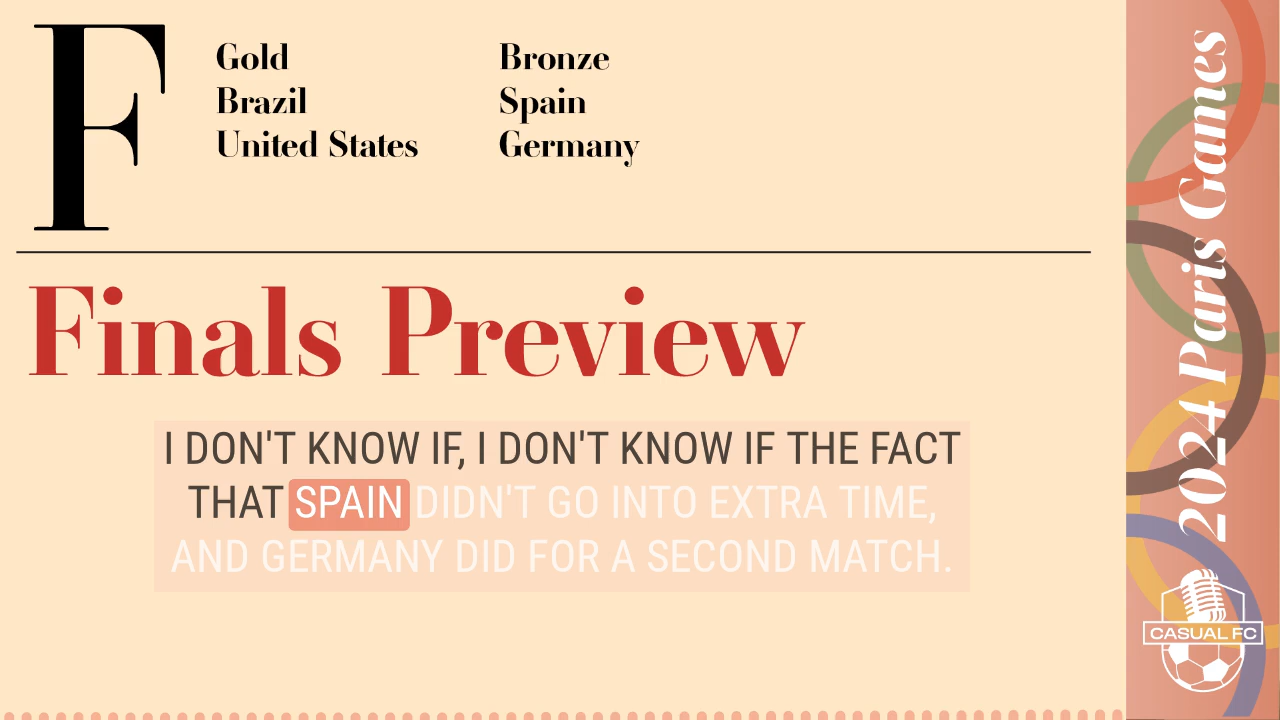 F
Gold
Brazil
United States
Bronze
Spain
Germany
Finals Preview
I DON'T KNOW IF, I DON'T KNOW IF THE FACT
THAT SPAIN DIDN'T GO INTO EXTRA TIME,
AND GERMANY DID FOR A SECOND MATCH.
2024 Paris Games
CASUAL FC